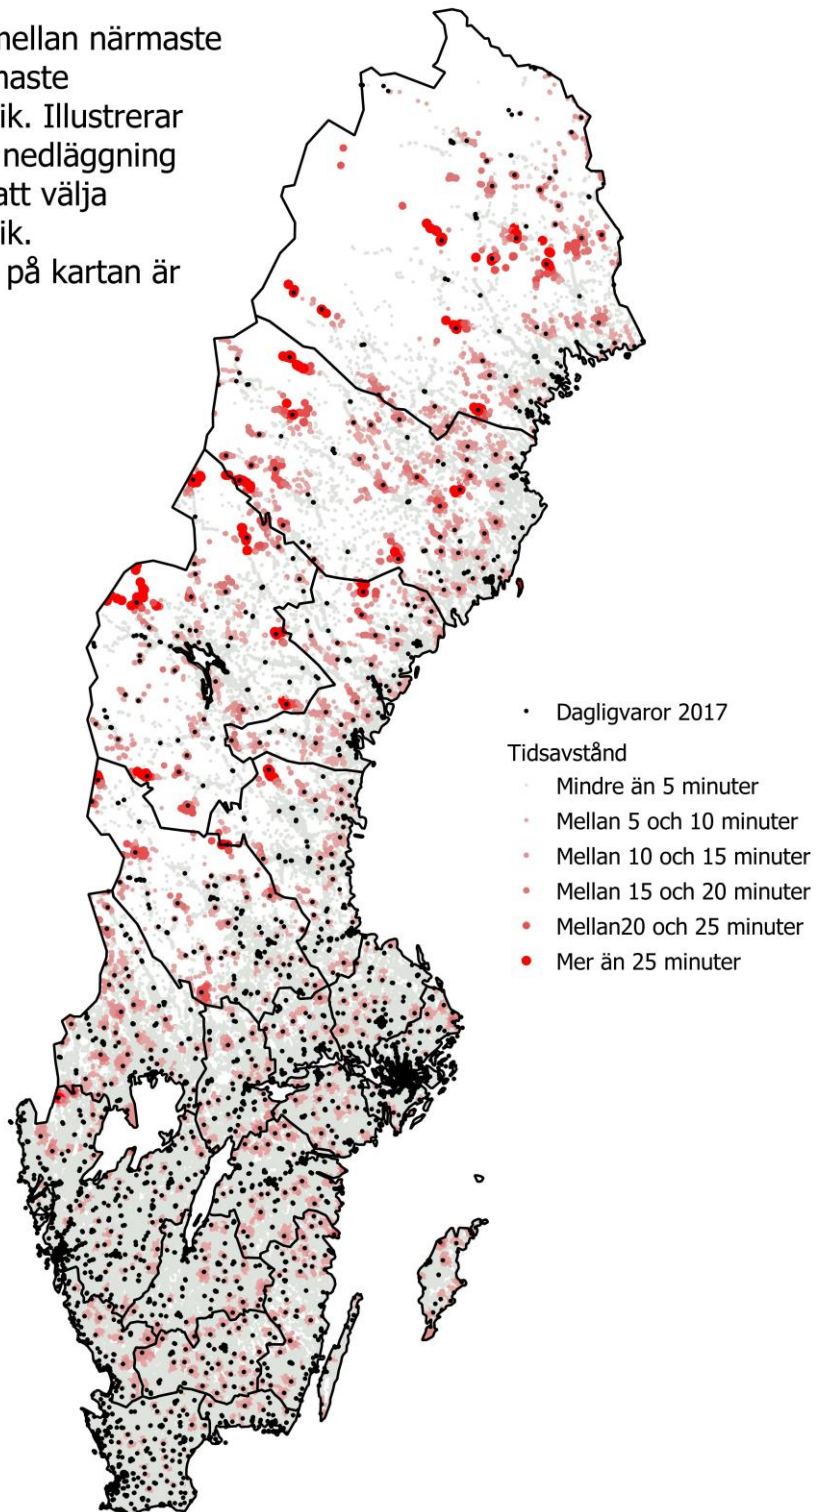 mellan närmaste
maste
ik. Illustrerar
nedläggning
att välja
ik.
på kartan är
Dagligvaror 2017
Tidsavstånd
Mindre än 5 minuter
Mellan 5 och 10 minuter
Mellan 10 och 15 minuter
Mellan 15 och 20 minuter
Mellan20 och 25 minuter
Mer än 25 minuter